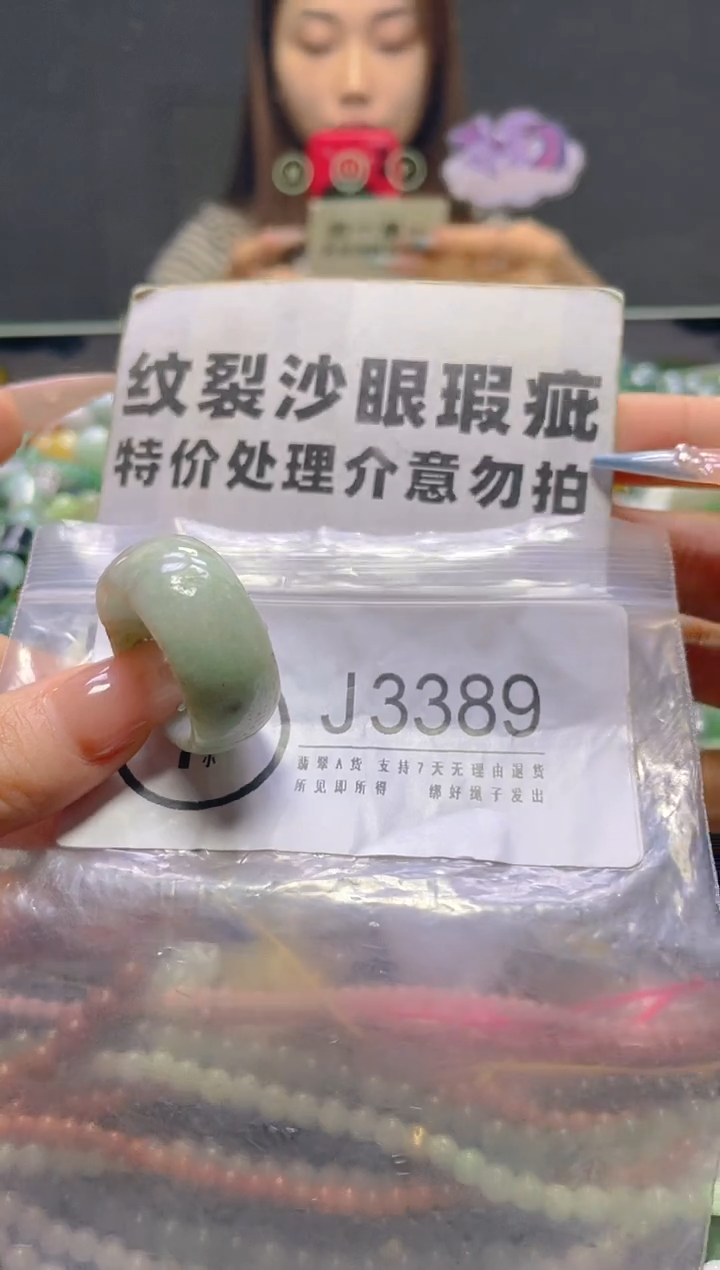 纹裂沙眼瑕疵
特价处理介意勿拍
J3389
翡翠A货 支持7天无理由退货
所见即所得 绑好绳子发出
小